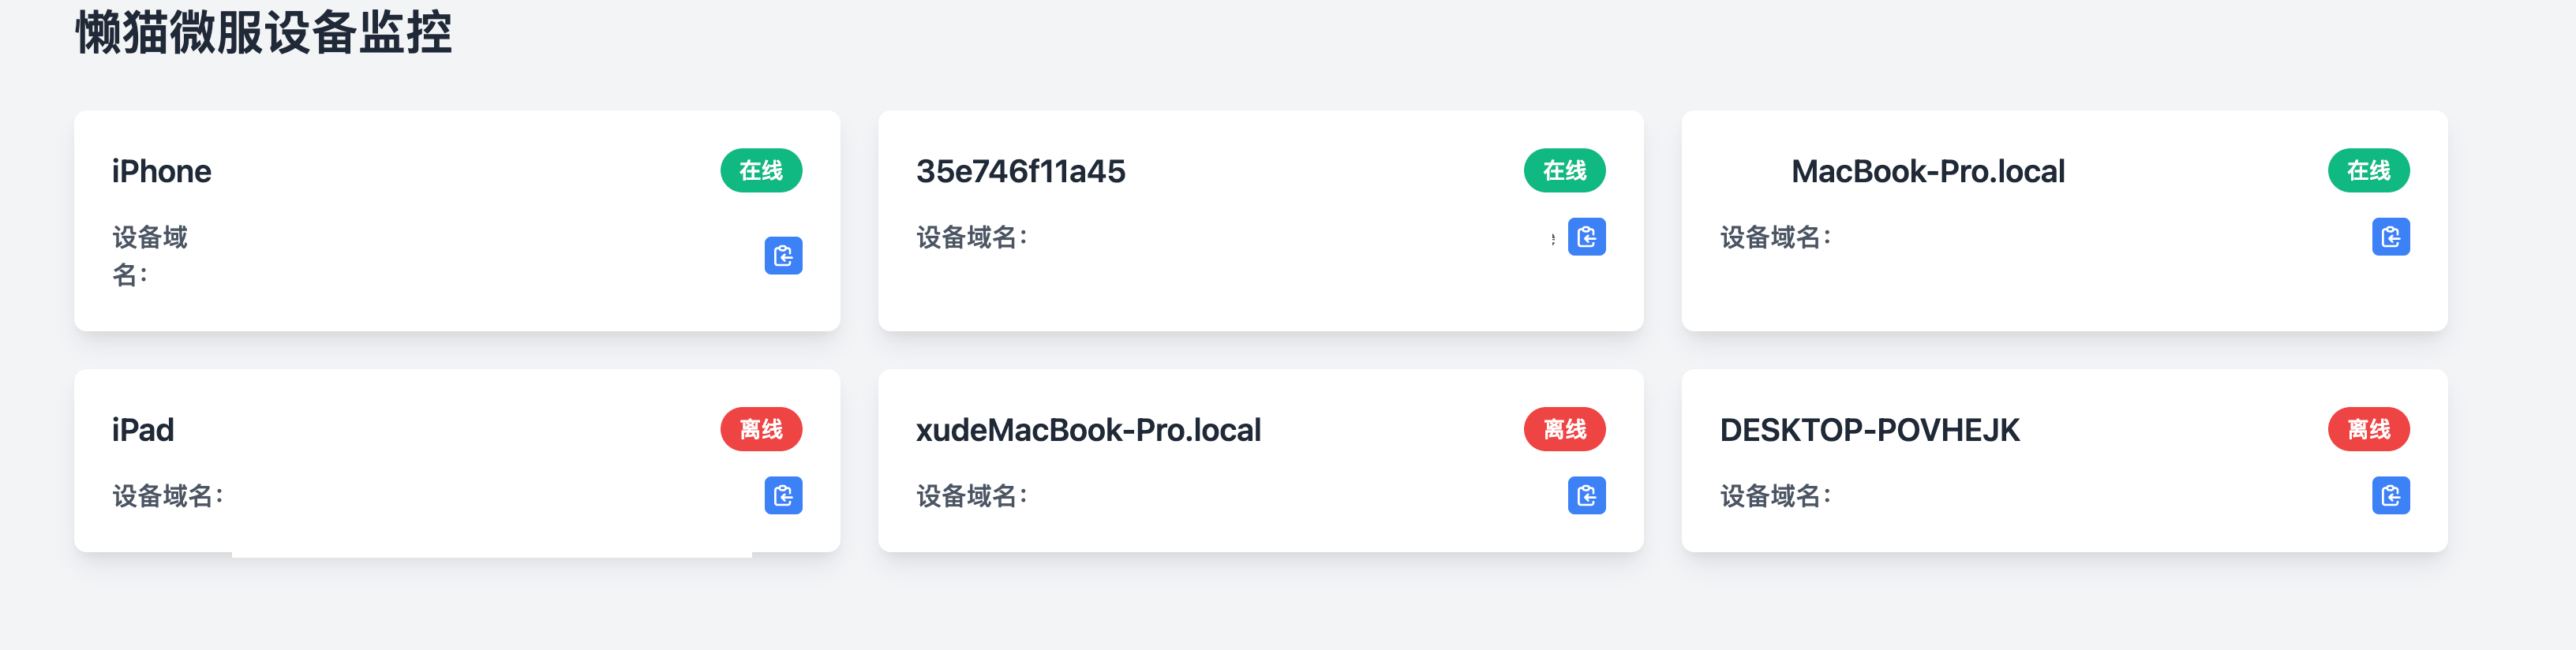 懒猫微服设备监控
iPhone
在线
设备域
名：
35e746f11a45
在线
设备域名：
MacBook-Pro.local
在线
设备域名：
iPad
离线
设备域名：
xudeMacBook-Pro.local
离线
设备域名：
DESKTOP-POVHEJK
离线
设备域名：